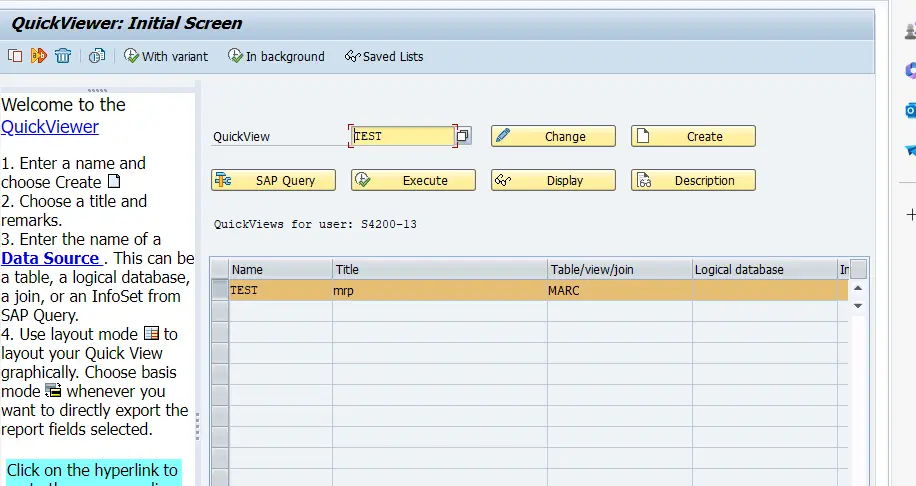 QuickViewer: Initial Screen
With variant In background Saved Lists
Welcome to the
QuickViewer
1. Enter a name and
choose Create
2. Choose a title and
remarks.
3. Enter the name of a
Data Source . This can be
a table, a logical database,
a join, or an InfoSet from
SAP Query.
4. Use layout mode to
layout your Quick View
graphically. Choose basis
mode whenever you
want to directly export the
report fields selected.
Click on the hyperlink to
QuickView TEST Change Create
SAP Query Execute Display Description
QuickViews for user: S4200-13
Name Title Table/view/join Logical database
TEST mrp MARC